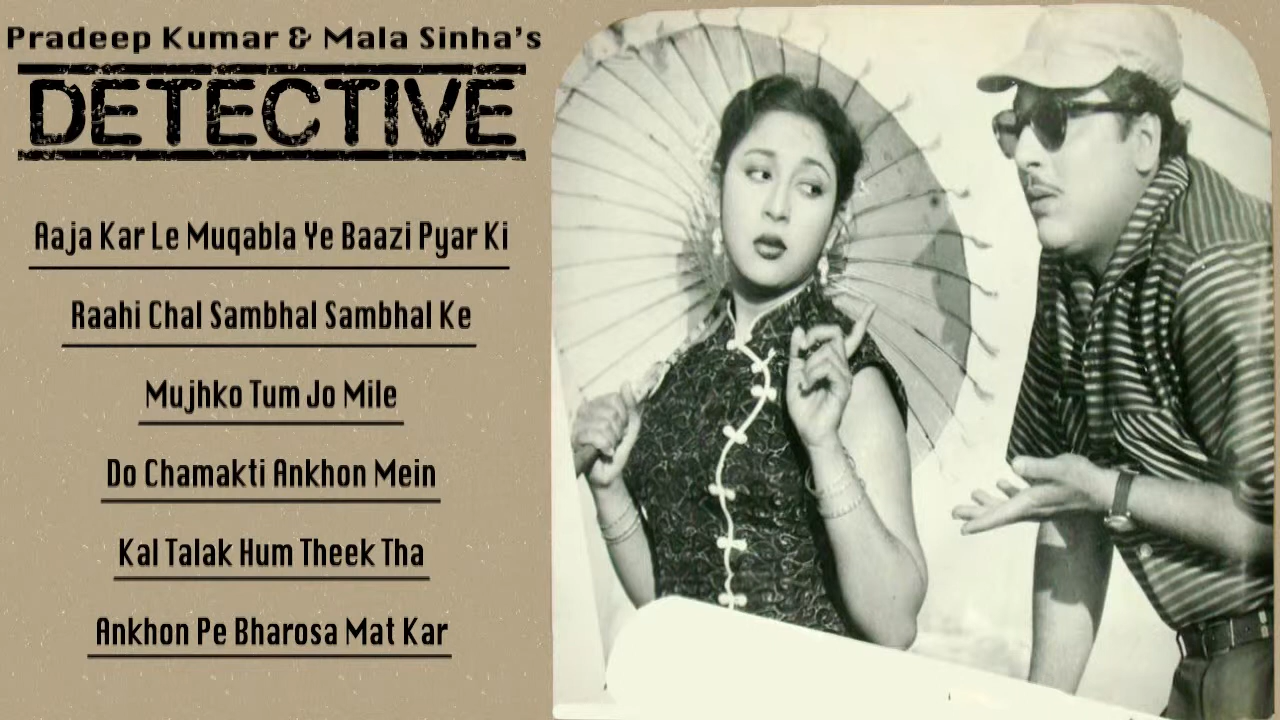 Pradeep Kumar & Mala Sinha's
DETECTIVE
Aaja Kar Le Muqabla Ye Baazi Pyar Ki
Raahi Chal Sambhal Sambhal Ke
Mujhko Tum Jo Mile
Do Chamakti Ankhon Mein
Kal Talak Hum Theek Tha
Ankhon Pe Bharosa Mat Kar